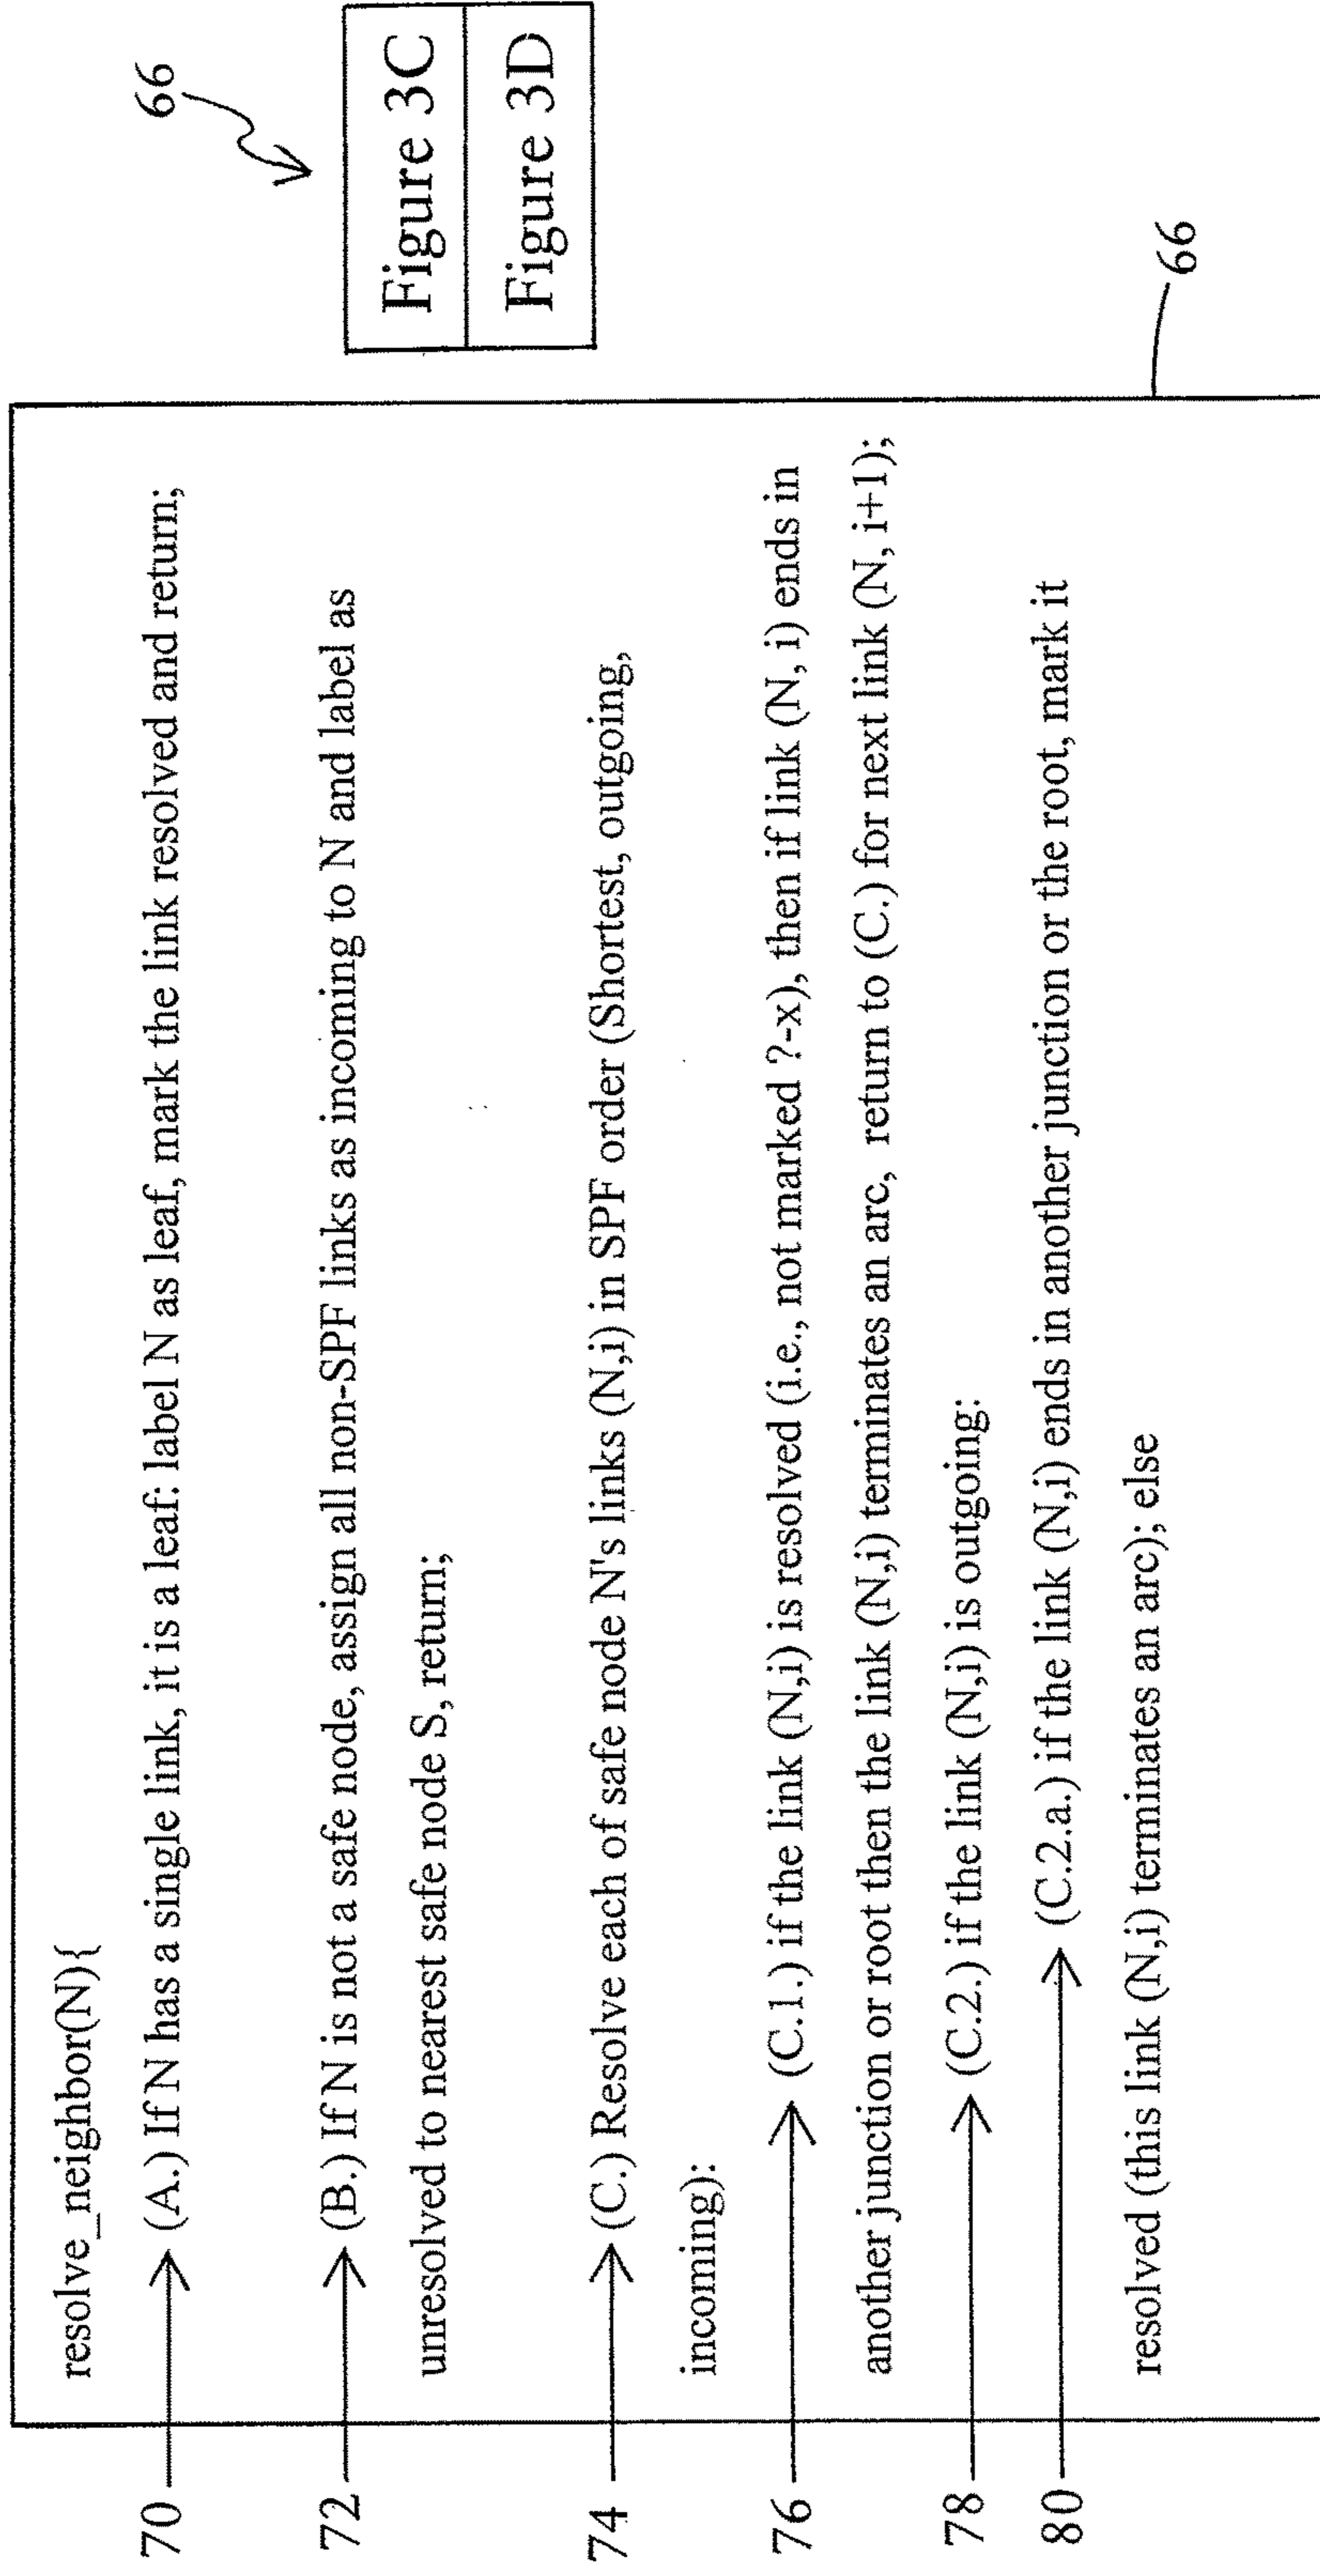 66
Figure 3C
Figure 3D
66
resolve_neighbor(N){
70
(A.) If N has a single link, it is a leaf: label N as leaf, mark the link resolved and return;
72
(B.) If N is not a safe node, assign all non-SPF links as incoming to N and label as
unresolved to nearest safe node S, return;
74
(C.) Resolve each of safe node N's links (N,i) in SPF order (Shortest, outgoing,
incoming):
76
(C.1.) if the link (N,i) is resolved (i.e., not marked ?-x), then if link (N, i) ends in
another junction or root then the link (N,i) terminates an arc, return to (C.) for next link (N, i+1);
78
(C.2.) if the link (N,i) is outgoing:
80
(C.2.a.) if the link (N,i) ends in another junction or the root, mark it
resolved (this link (N,i) terminates an arc); else